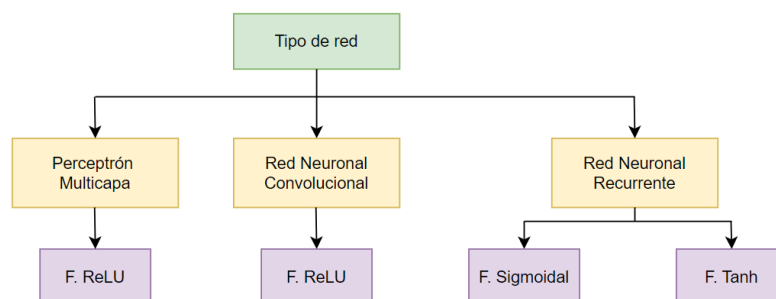 Tipo de red
Perceptrón
Multicapa
Red Neuronal
Convolucional
Red Neuronal
Recurrente
F. ReLU
F. ReLU
F. Sigmoidal
F. Tanh